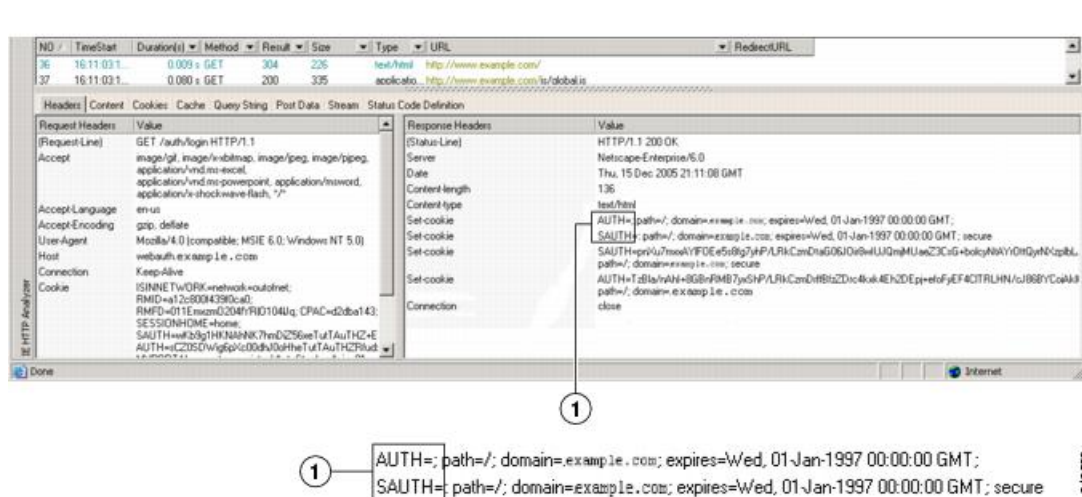 NO TimeStart Duration(s) Method Result Size Type URL RedirectURL
36 16:11:03:1... 0.009 s GET 304 226 text/html http://www.example.com/
37 16:11:03:1... 0.080 s GET 200 335 applicatio... http://www.example.com/js/global.js
Headers Content Cookies Cache Query String Post Data Stream Status Code Definition
Request Headers Value
(Request-Line) GET /auth/login HTTP/1.1
Accept image/gif, image/x-xbitmap, image/jpeg, image/pjpeg,
application/vnd.ms-excel,
application/vnd.ms-powerpoint, application/msword,
application/x-shockwave-flash, */*
Accept-Language en-us
Accept-Encoding gzip, deflate
User-Agent Mozilla/4.0 (compatible; MSIE 6.0; Windows NT 5.0)
Host webauth.example.com
Connection Keep-Alive
Cookie ISINNETWORK=network=outofnet;
SESSIONHOME=home;
Response Headers Value
(Status-Line) HTTP/1.1 200 OK
Server Netscape-Enterprise/6.0
Date Thu, 15 Dec 2005 21:11:08 GMT
Content-length 136
Content-type text/html
Set-cookie AUTH=; path=/; domain=.example.com; expires=Wed, 01-Jan-1997 00:00:00 GMT;
Set-cookie SAUTH=; path=/; domain=example.com; expires=Wed, 01-Jan-1997 00:00:00 GMT; secure
Set-cookie
path=/; domain=example.com; secure
Set-cookie
path=/; domain=.example.com
Connection close
IE HTTP Analyzer
Done Internet
1
1
AUTH=; path=/; domain=.example.com; expires=Wed, 01-Jan-1997 00:00:00 GMT;
SAUTH=; path=/; domain=example.com; expires=Wed, 01-Jan-1997 00:00:00 GMT; secure